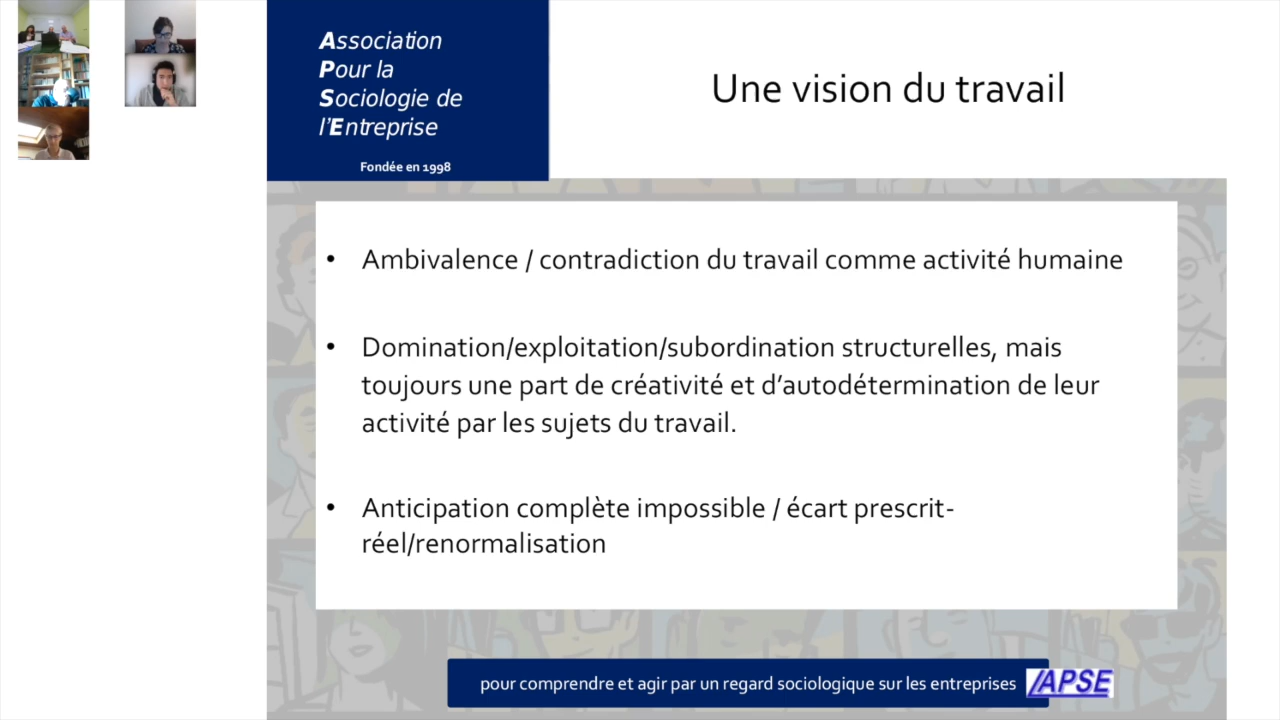 Association
Pour la
Sociologie de
l'Entreprise
Fondée en 1998
Une vision du travail
• Ambivalence / contradiction du travail comme activité humaine
• Domination/exploitation/subordination structurelles, mais
toujours une part de créativité et d’autodétermination de leur
activité par les sujets du travail.
• Anticipation complète impossible / écart prescrit-
réel/renormalisation
pour comprendre et agir par un regard sociologique sur les entreprises
APSE